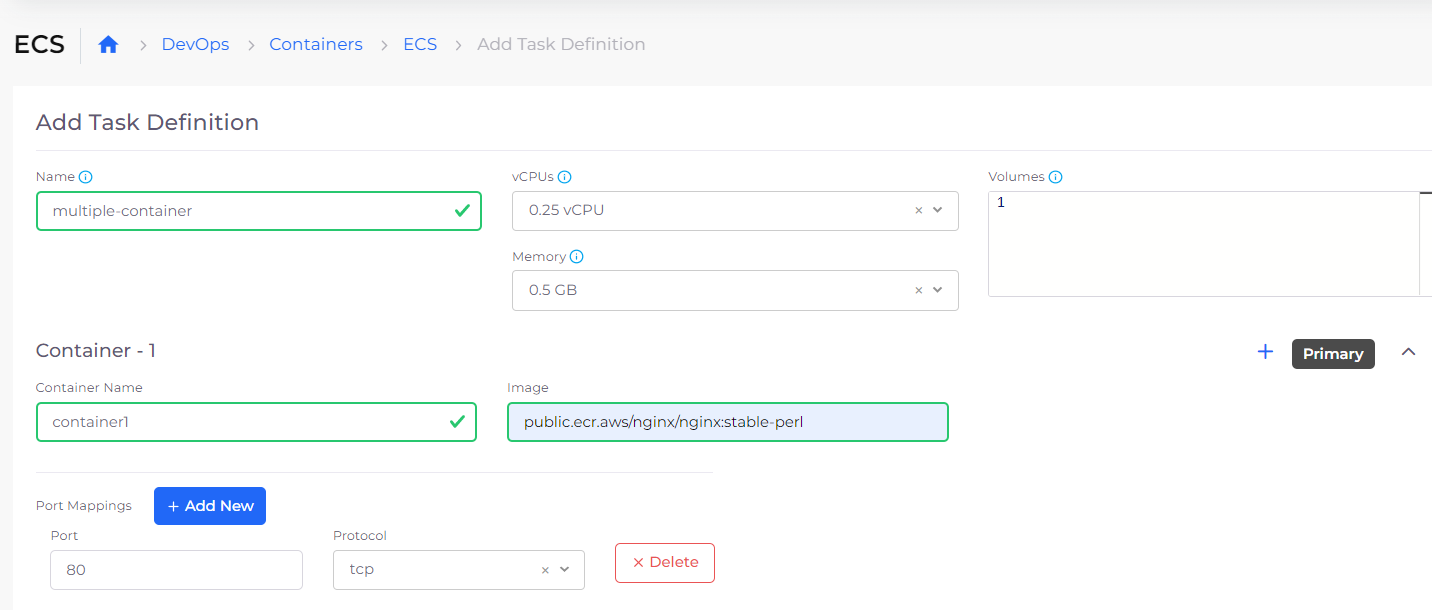 ECS
DevOps
Containers
ECS
Add Task Definition
Add Task Definition
Name
vCPUs
Volumes
multiple-container
0.25 vCPU
1
Memory
0.5 GB
Container - 1
Primary
Container Name
Image
container1
public.ecr.aws/nginx/nginx:stable-perl
Port Mappings
+ Add New
Port
Protocol
80
tcp
× Delete